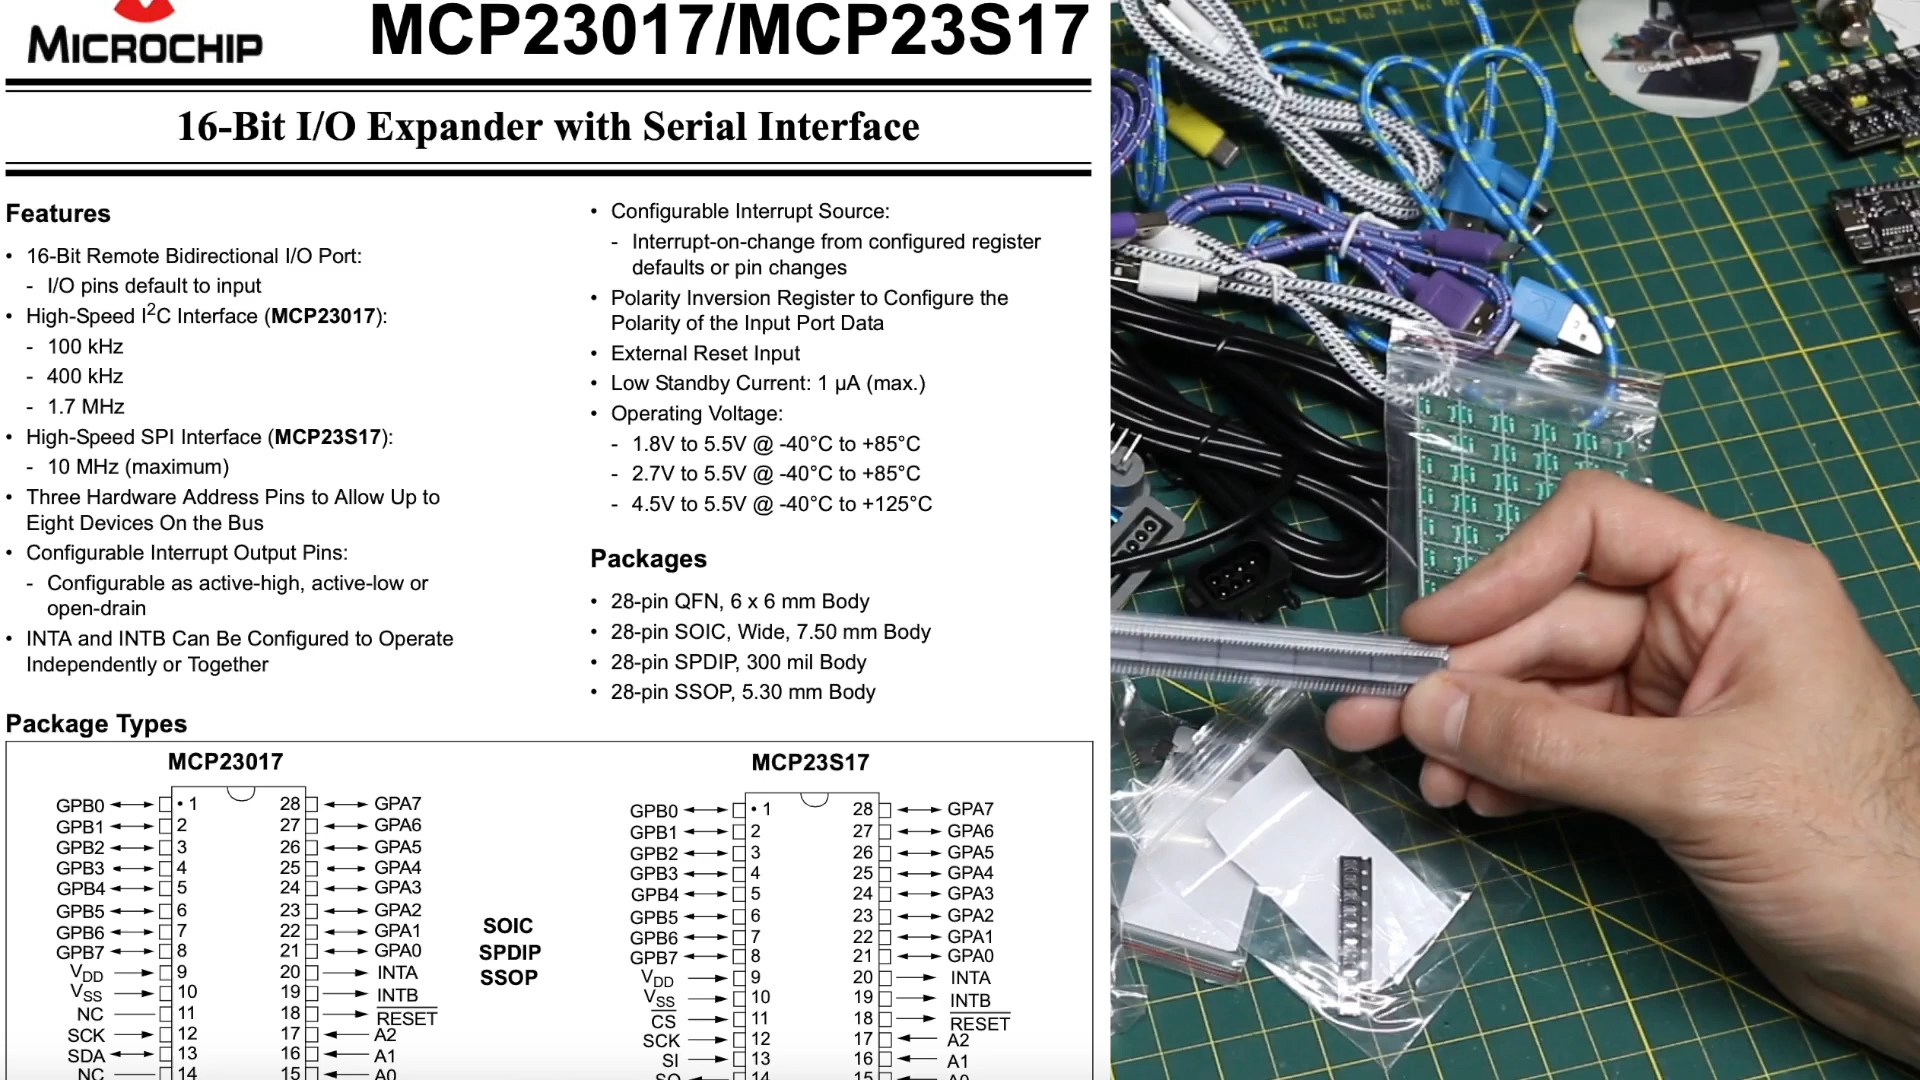 MICROCHIP
MCP23017/MCP23S17
16-Bit I/O Expander with Serial Interface
Features
• 16-Bit Remote Bidirectional I/O Port:
- I/O pins default to input
• High-Speed I2C Interface (MCP23017):
- 100 kHz
- 400 kHz
- 1.7 MHz
• High-Speed SPI Interface (MCP23S17):
- 10 MHz (maximum)
• Three Hardware Address Pins to Allow Up to
Eight Devices On the Bus
• Configurable Interrupt Output Pins:
- Configurable as active-high, active-low or
open-drain
• INTA and INTB Can Be Configured to Operate
Independently or Together
• Configurable Interrupt Source:
- Interrupt-on-change from configured register
defaults or pin changes
• Polarity Inversion Register to Configure the
Polarity of the Input Port Data
• External Reset Input
• Low Standby Current: 1 µA (max.)
• Operating Voltage:
- 1.8V to 5.5V @ -40°C to +85°C
- 2.7V to 5.5V @ -40°C to +85°C
- 4.5V to 5.5V @ -40°C to +125°C
Packages
• 28-pin QFN, 6 x 6 mm Body
• 28-pin SOIC, Wide, 7.50 mm Body
• 28-pin SPDIP, 300 mil Body
• 28-pin SSOP, 5.30 mm Body
Package Types
MCP23017
GPB0 •1 28 GPA7
GPB1 2 27 GPA6
GPB2 3 26 GPA5
GPB3 4 25 GPA4
GPB4 5 24 GPA3
GPB5 6 23 GPA2
GPB6 7 22 GPA1
GPB7 8 21 GPA0
VDD 9 20 INTA
VSS 10 19 INTB
NC 11 18 RESET
SCK 12 17 A2
SDA 13 16 A1
NC 14 15 A0
SOIC
SPDIP
SSOP
MCP23S17
GPB0 •1 28 GPA7
GPB1 2 27 GPA6
GPB2 3 26 GPA5
GPB3 4 25 GPA4
GPB4 5 24 GPA3
GPB5 6 23 GPA2
GPB6 7 22 GPA1
GPB7 8 21 GPA0
VDD 9 20 INTA
VSS 10 19 INTB
CS 11 18 RESET
SCK 12 17 A2
SI 13 16 A1
SO 14 15 A0
Gadget Reboot